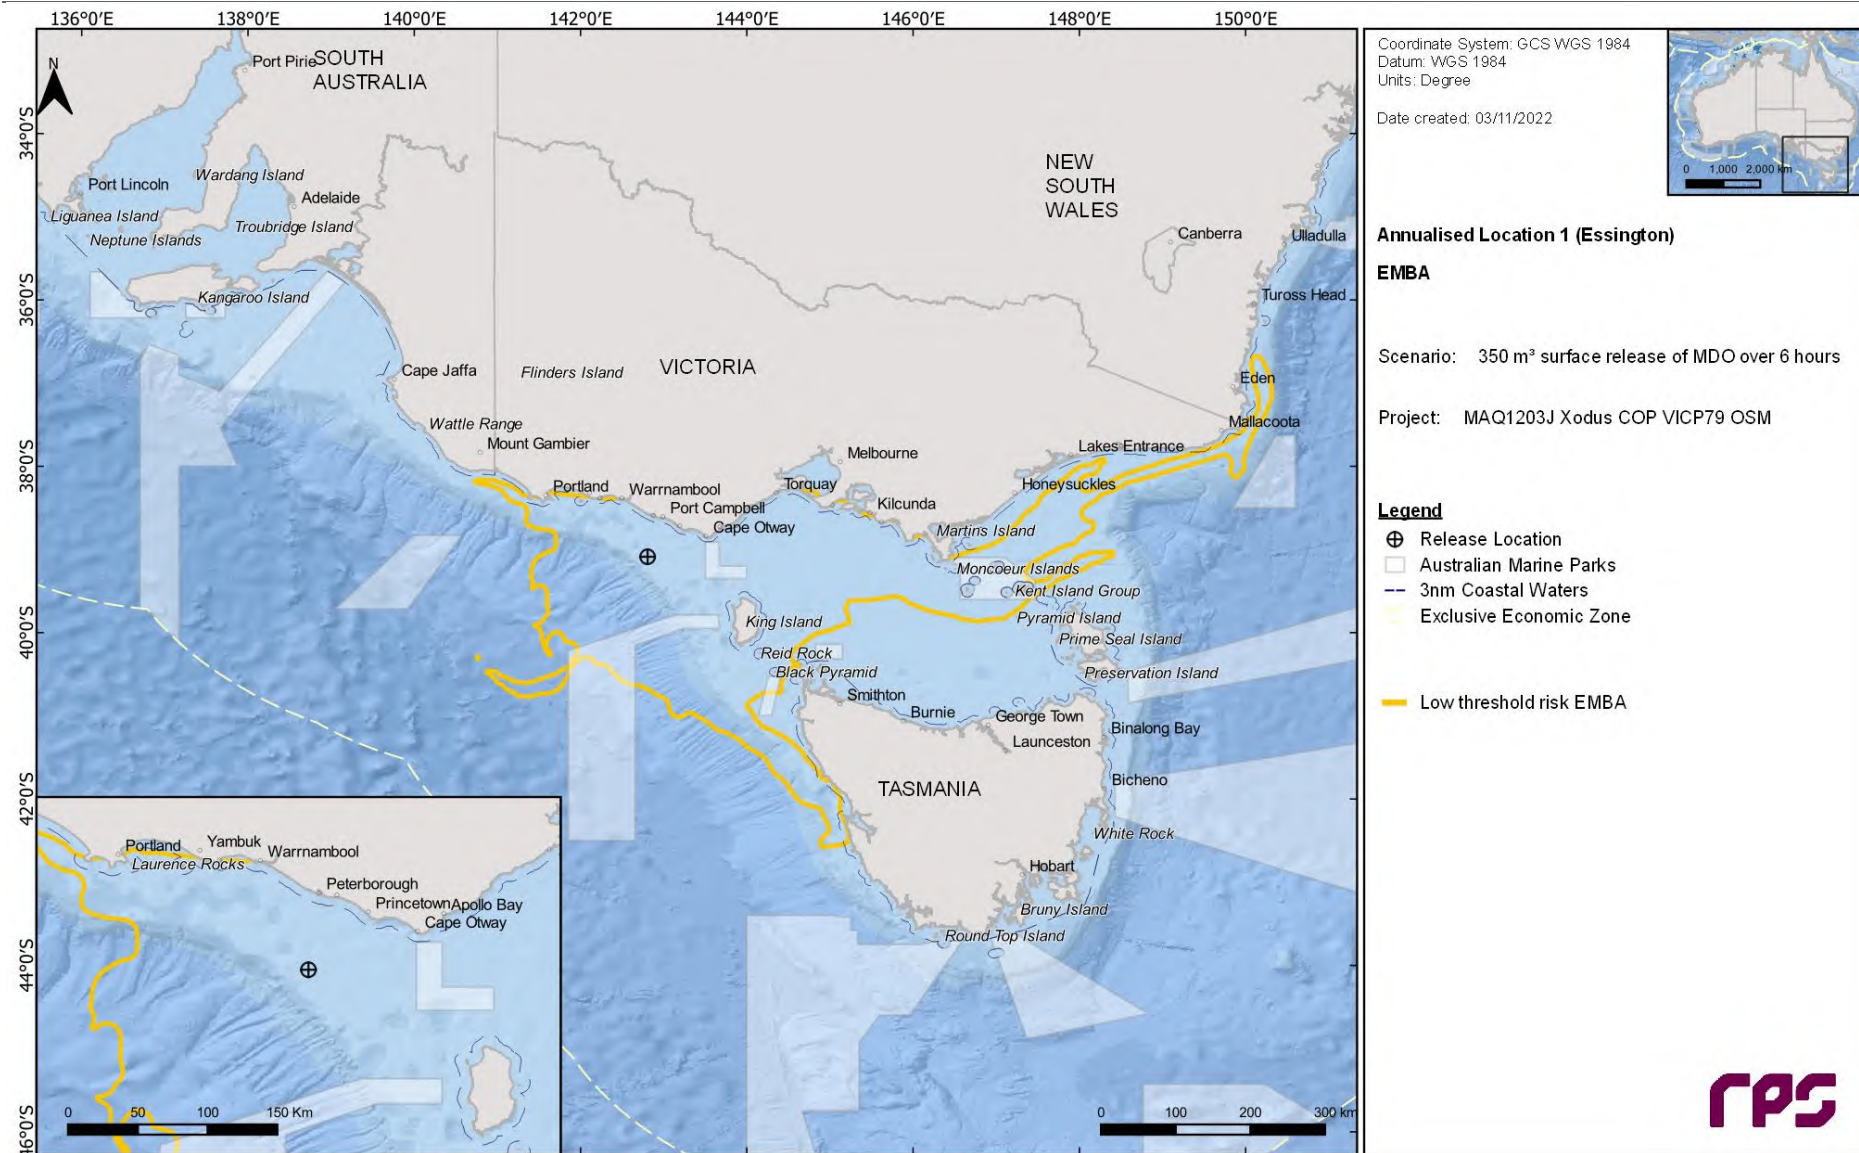 136°0'E 138°0'E 140°0'E 142°0'E 144°0'E 146°0'E 148°0'E 150°0'E
34°0'S
36°0'S
38°0'S
40°0'S
42°0'S
44°0'S
46°0'S
N
Port Pirie
SOUTH
AUSTRALIA
Wardang Island
Port Lincoln
Adelaide
Liguanea Island
Troubridge Island
Neptune Islands
Kangaroo Island
NEW
SOUTH
WALES
Canberra
Ulladulla
Tuross Head
Cape Jaffa
Flinders Island
VICTORIA
Eden
Wattle Range
Mount Gambier
Mallacoota
Melbourne
Lakes Entrance
Portland
Warrnambool
Torquay
Honeysuckles
Port Campbell
Kilcunda
Cape Otway
Martins Island
Moncoeur Islands
Kent Island Group
King Island
Pyramid Island
Prime Seal Island
Reid Rock
Black Pyramid
Preservation Island
Smithton
Burnie
George Town
Binalong Bay
Launceston
Bicheno
TASMANIA
White Rock
Hobart
Bruny Island
Round Top Island
0 100 200 300 km
Portland
Yambuk
Warrnambool
Laurence Rocks
Peterborough
Princetown
Apollo Bay
Cape Otway
0 50 100 150 Km
Coordinate System: GCS WGS 1984
Datum: WGS 1984
Units: Degree
Date created: 03/11/2022
0 1,000 2,000 km
Annualised Location 1 (Essington)
EMBA
Scenario: 350 m³ surface release of MDO over 6 hours
Project: MAQ1203J Xodus COP VICP79 OSM
Legend
Release Location
Australian Marine Parks
3nm Coastal Waters
Exclusive Economic Zone
Low threshold risk EMBA
rps